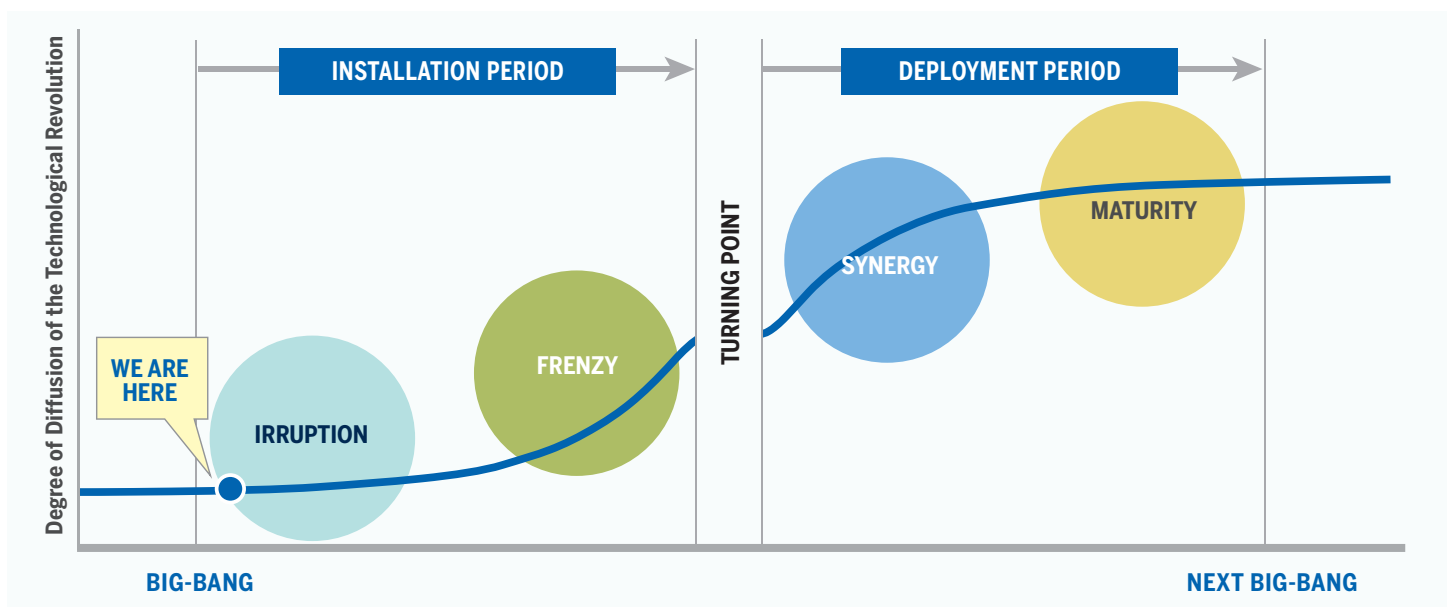 Degree of Diffusion of the Technological Revolution
INSTALLATION PERIOD
DEPLOYMENT PERIOD
WE ARE
HERE
IRRUPTION
FRENZY
TURNING POINT
SYNERGY
MATURITY
BIG-BANG
NEXT BIG-BANG